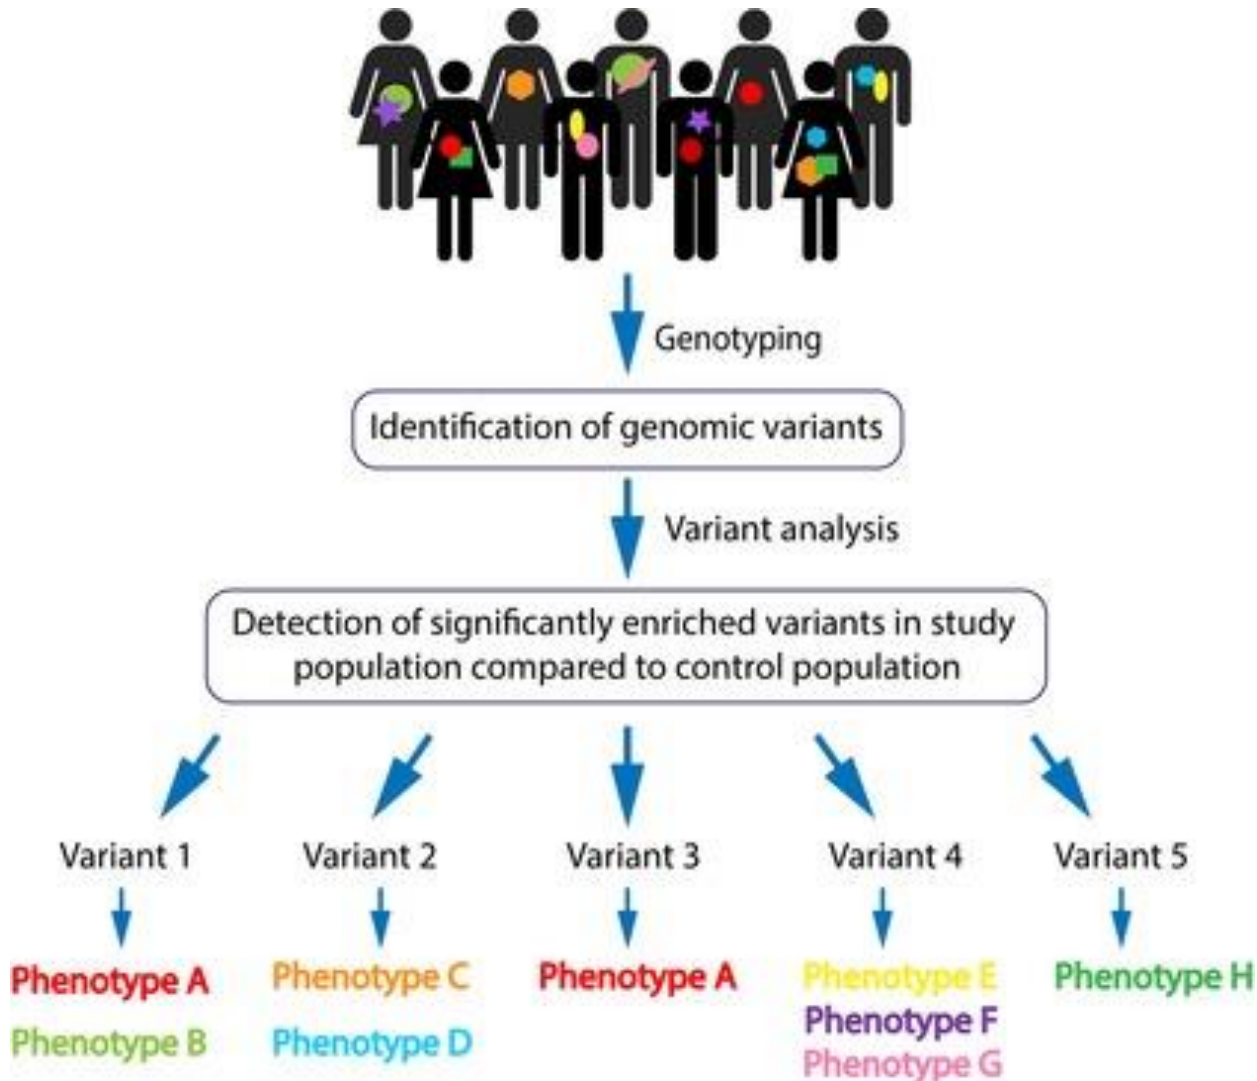 Genotyping
Identification of genomic variants
Variant analysis
Detection of significantly enriched variants in study
population compared to control population
Variant 1
Variant 2
Variant 3
Variant 4
Variant 5
Phenotype A
Phenotype B
Phenotype C
Phenotype D
Phenotype A
Phenotype E
Phenotype F
Phenotype G
Phenotype H